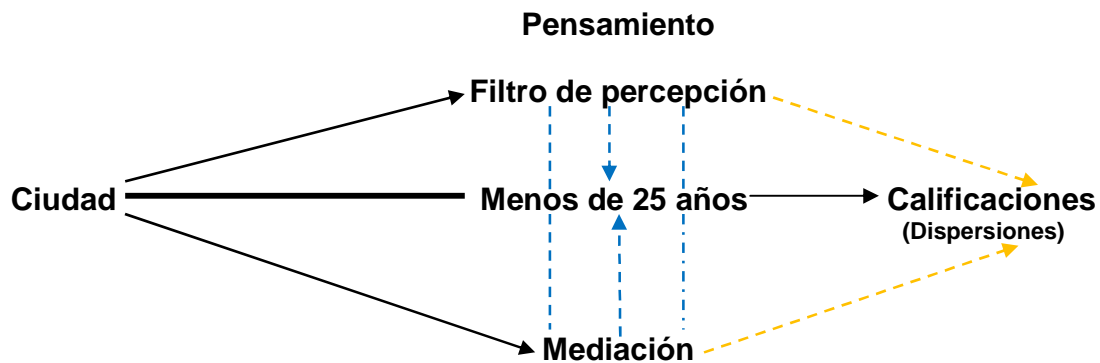 Pensamiento
Filtro de percepción
Ciudad
Menos de 25 años
Calificaciones
(Dispersiones)
Mediación